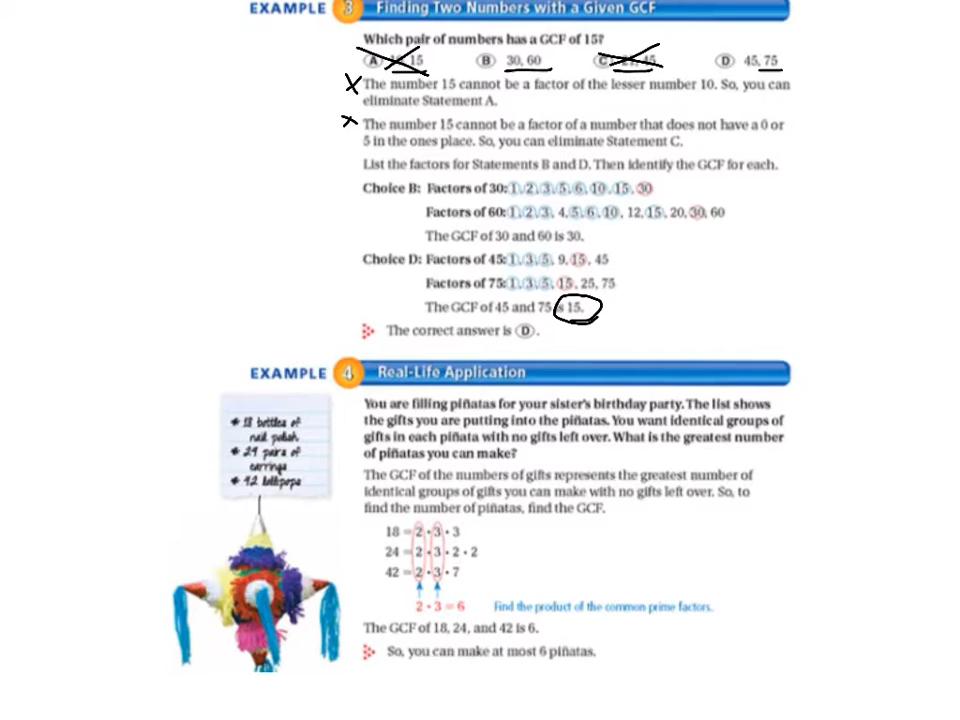 EXAMPLE 3 Finding Two Numbers with a Given GCF
Which pair of numbers has a GCF of 15?
A 15 B 30, 60 C D 45, 75
The number 15 cannot be a factor of the lesser number 10. So, you can
eliminate Statement A.
The number 15 cannot be a factor of a number that does not have a 0 or
5 in the ones place. So, you can eliminate Statement C.
List the factors for Statements B and D. Then identify the GCF for each.
Choice B: Factors of 30: 1, 2, 3, 5, 6, 10, 15, 30
Factors of 60: 1, 2, 3, 4, 5, 6, 10, 12, 15, 20, 30, 60
The GCF of 30 and 60 is 30.
Choice D: Factors of 45: 1, 3, 5, 9, 15, 45
Factors of 75: 1, 3, 5, 15, 25, 75
The GCF of 45 and 75 is 15.
The correct answer is D.
EXAMPLE 4 Real-Life Application
* 18 bottles of
nail polish
* 24 pairs of
earrings
* 42 lollipops
You are filling piñatas for your sister's birthday party. The list shows
the gifts you are putting into the piñatas. You want identical groups of
gifts in each piñata with no gifts left over. What is the greatest number
of piñatas you can make?
The GCF of the numbers of gifts represents the greatest number of
identical groups of gifts you can make with no gifts left over. So, to
find the number of piñatas, find the GCF.
18 = 2 • 3 • 3
24 = 2 • 3 • 2 • 2
42 = 2 • 3 • 7
2 • 3 = 6 Find the product of the common prime factors.
The GCF of 18, 24, and 42 is 6.
So, you can make at most 6 piñatas.